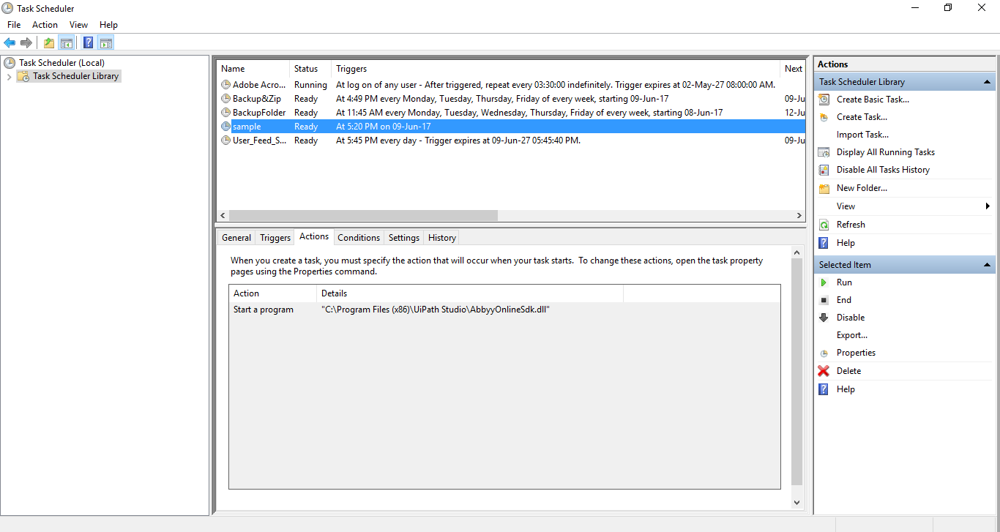 Task Scheduler
File Action View Help
Task Scheduler (Local)
Task Scheduler Library
Name Status Triggers Next
Adobe Acro... Running At log on of any user - After triggered, repeat every 03:30:00 indefinitely. Trigger expires at 02-May-27 08:00:00 AM.
Backup&Zip Ready At 4:49 PM every Monday, Tuesday, Thursday, Friday of every week, starting 09-Jun-17 09-Ju
BackupFolder Ready At 11:45 AM every Monday, Tuesday, Wednesday, Thursday, Friday of every week, starting 08-Jun-17 12-Ju
sample Ready At 5:20 PM on 09-Jun-17
User_Feed_S... Ready At 5:45 PM every day - Trigger expires at 09-Jun-27 05:45:40 PM. 09-Ju
General Triggers Actions Conditions Settings History
When you create a task, you must specify the action that will occur when your task starts. To change these actions, open the task property
pages using the Properties command.
Action Details
Start a program "C:\Program Files (x86)\UiPath Studio\AbbyyOnlineSdk.dll"
Actions
Task Scheduler Library
Create Basic Task...
Create Task...
Import Task...
Display All Running Tasks
Disable All Tasks History
New Folder...
View
Refresh
Help
Selected Item
Run
End
Disable
Export...
Properties
Delete
Help